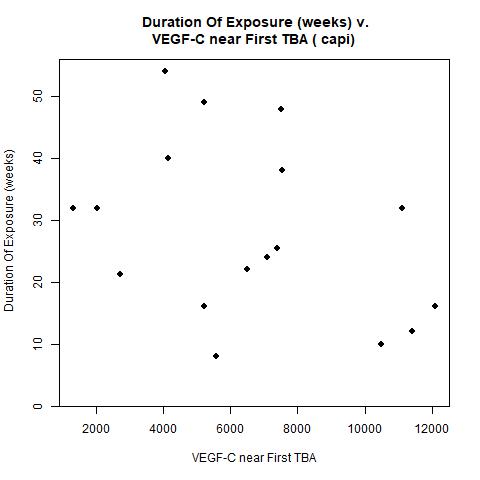 Duration Of Exposure (weeks) v.
VEGF-C near First TBA ( capi)
Duration Of Exposure (weeks)
50
40
30
20
10
0
2000 4000 6000 8000 10000 12000
VEGF-C near First TBA